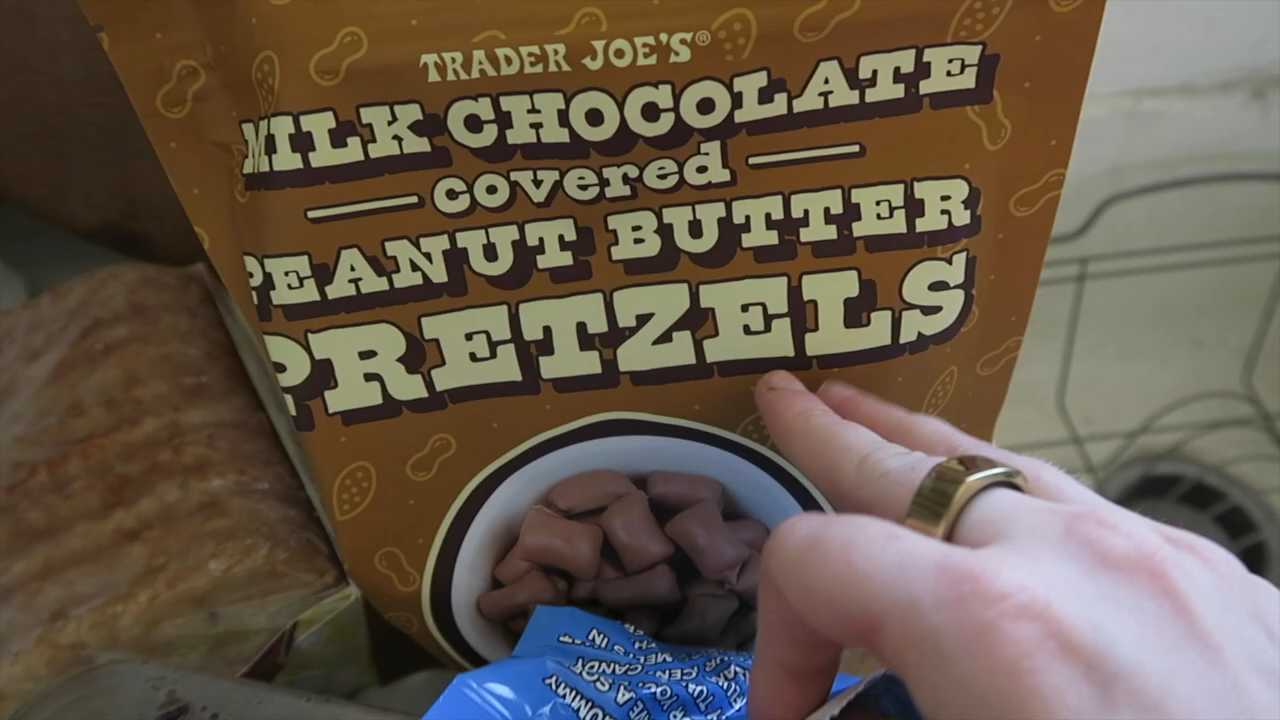 TRADER JOE'S®
MILK CHOCOLATE
covered
PEANUT BUTTER
PRETZELS